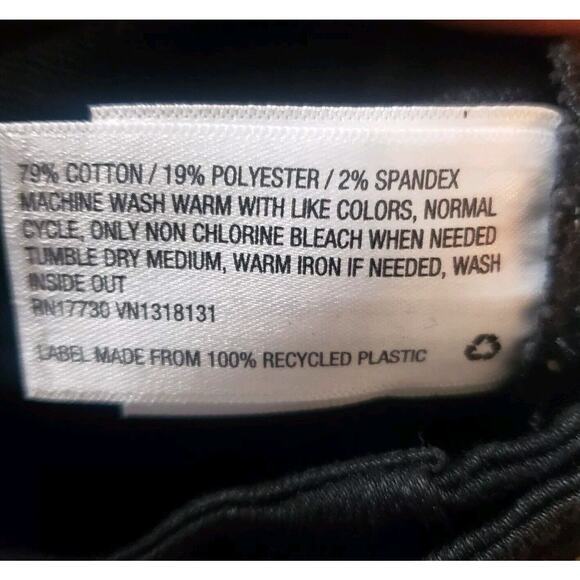 79% COTTON / 19% POLYESTER / 2% SPANDEX
MACHINE WASH WARM WITH LIKE COLORS, NORMAL
CYCLE, ONLY NON CHLORINE BLEACH WHEN NEEDED
TUMBLE DRY MEDIUM, WARM IRON IF NEEDED, WASH
INSIDE OUT
RN17730 VN1318131
LABEL MADE FROM 100% RECYCLED PLASTIC